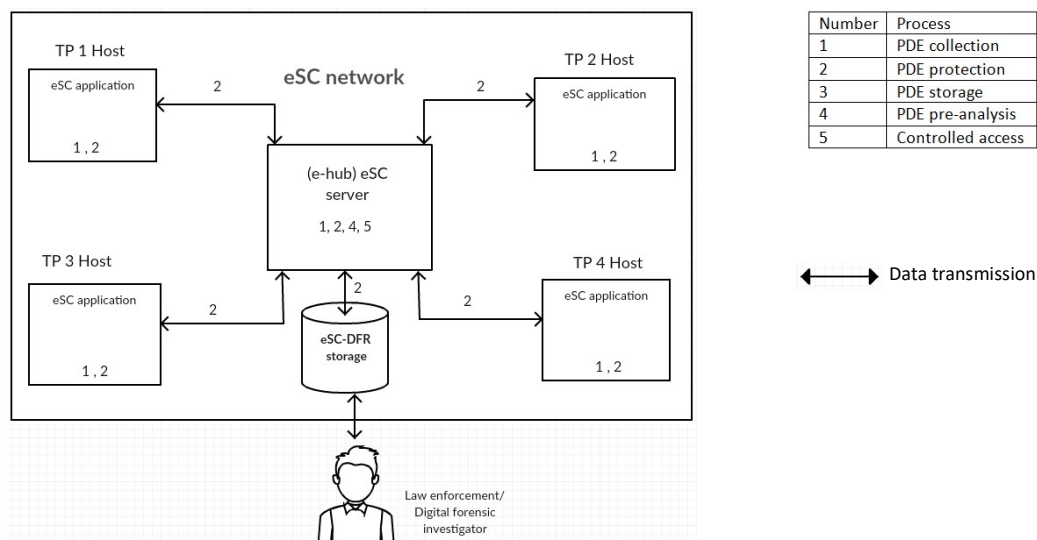 TP 1 Host
eSC application
1 , 2
2
eSC network
2
TP 2 Host
eSC application
1 , 2
(e-hub) eSC
server
1, 2, 4, 5
TP 3 Host
eSC application
1 , 2
2
2
eSC-DFR
storage
2
TP 4 Host
eSC application
1 , 2
Law enforcement/
Digital forensic
investigator
Number Process
1 PDE collection
2 PDE protection
3 PDE storage
4 PDE pre-analysis
5 Controlled access
Data transmission